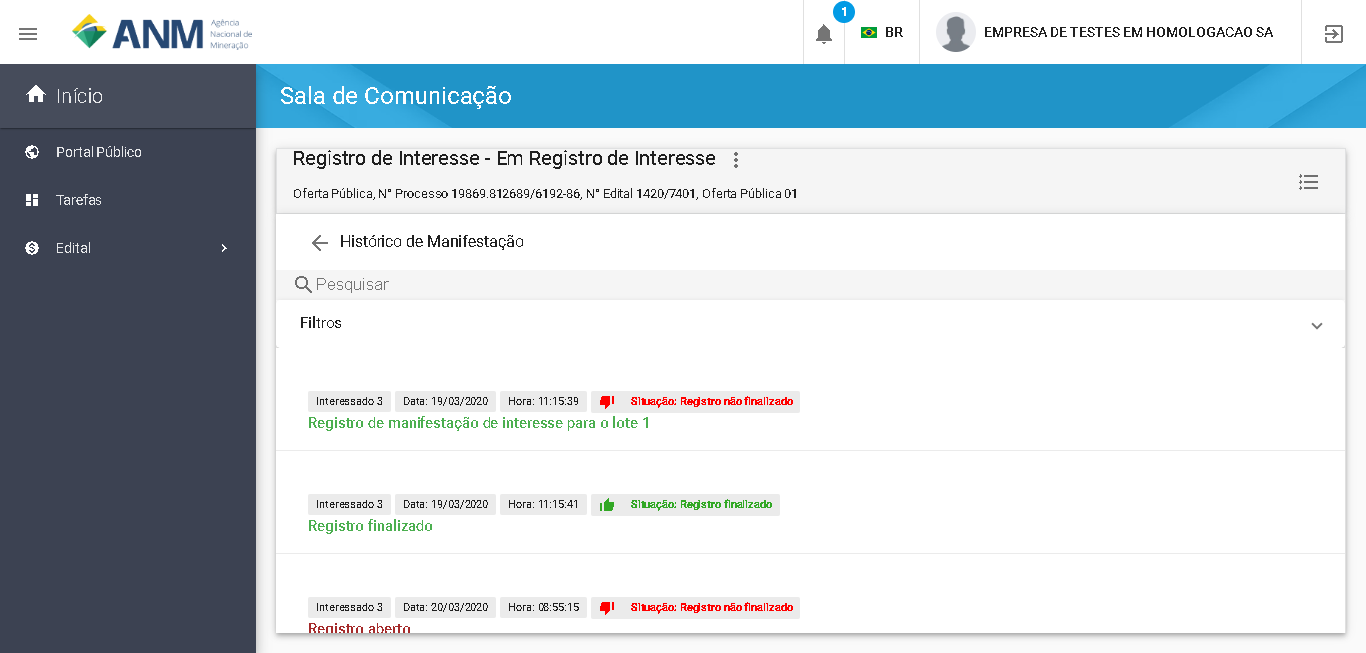 ANM
Agência
Nacional de
Mineração
1
BR
EMPRESA DE TESTES EM HOMOLOGACAO SA
Início
Sala de Comunicação
Portal Público
Tarefas
Edital
Registro de Interesse - Em Registro de Interesse
Oferta Pública, N° Processo 19869.812689/6192-86, N° Edital 1420/7401, Oferta Pública 01
Histórico de Manifestação
Pesquisar
Filtros
Interessado 3 Data: 19/03/2020 Hora: 11:15:39 Situação: Registro não finalizado
Registro de manifestação de interesse para o lote 1
Interessado 3 Data: 19/03/2020 Hora: 11:15:41 Situação: Registro finalizado
Registro finalizado
Interessado 3 Data: 20/03/2020 Hora: 08:55:15 Situação: Registro não finalizado
Registro aberto